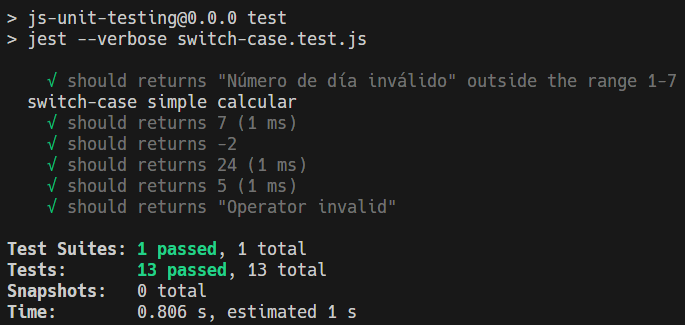 > js-unit-testing@0.0.0 test
> jest --verbose switch-case.test.js
√ should returns "Número de día inválido" outside the range 1-7
switch-case simple calcular
√ should returns 7 (1 ms)
√ should returns -2
√ should returns 24 (1 ms)
√ should returns 5 (1 ms)
√ should returns "Operator invalid"
Test Suites: 1 passed, 1 total
Tests: 13 passed, 13 total
Snapshots: 0 total
Time: 0.806 s, estimated 1 s